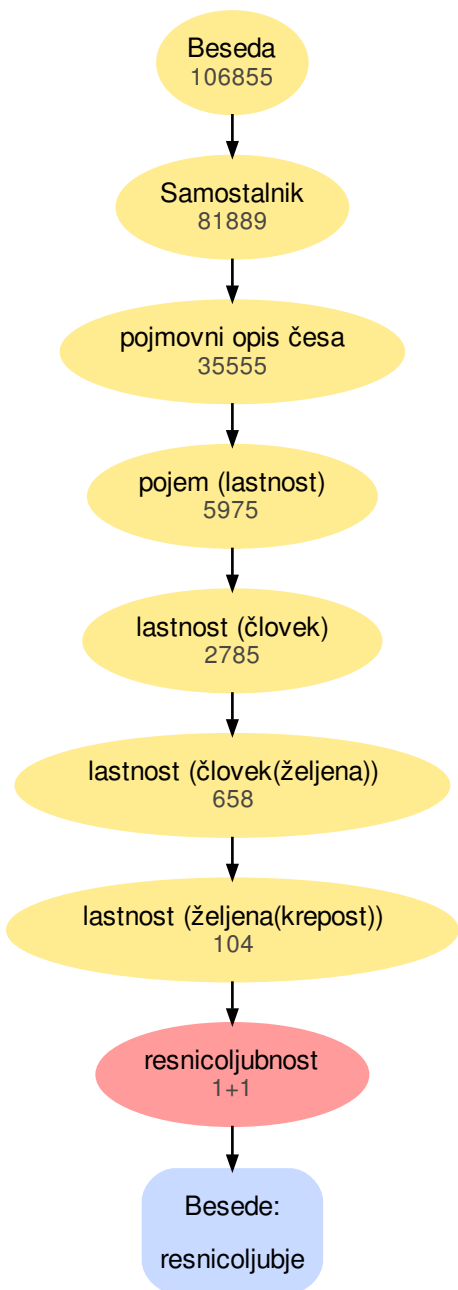 Beseda
106855
Samostalnik
81889
pojmovni opis česa
35555
pojem (lastnost)
5975
lastnost (človek)
2785
lastnost (človek(željena))
658
lastnost (željena(krepost))
104
resnicoljubnost
1+1
Besede:
resnicoljubje